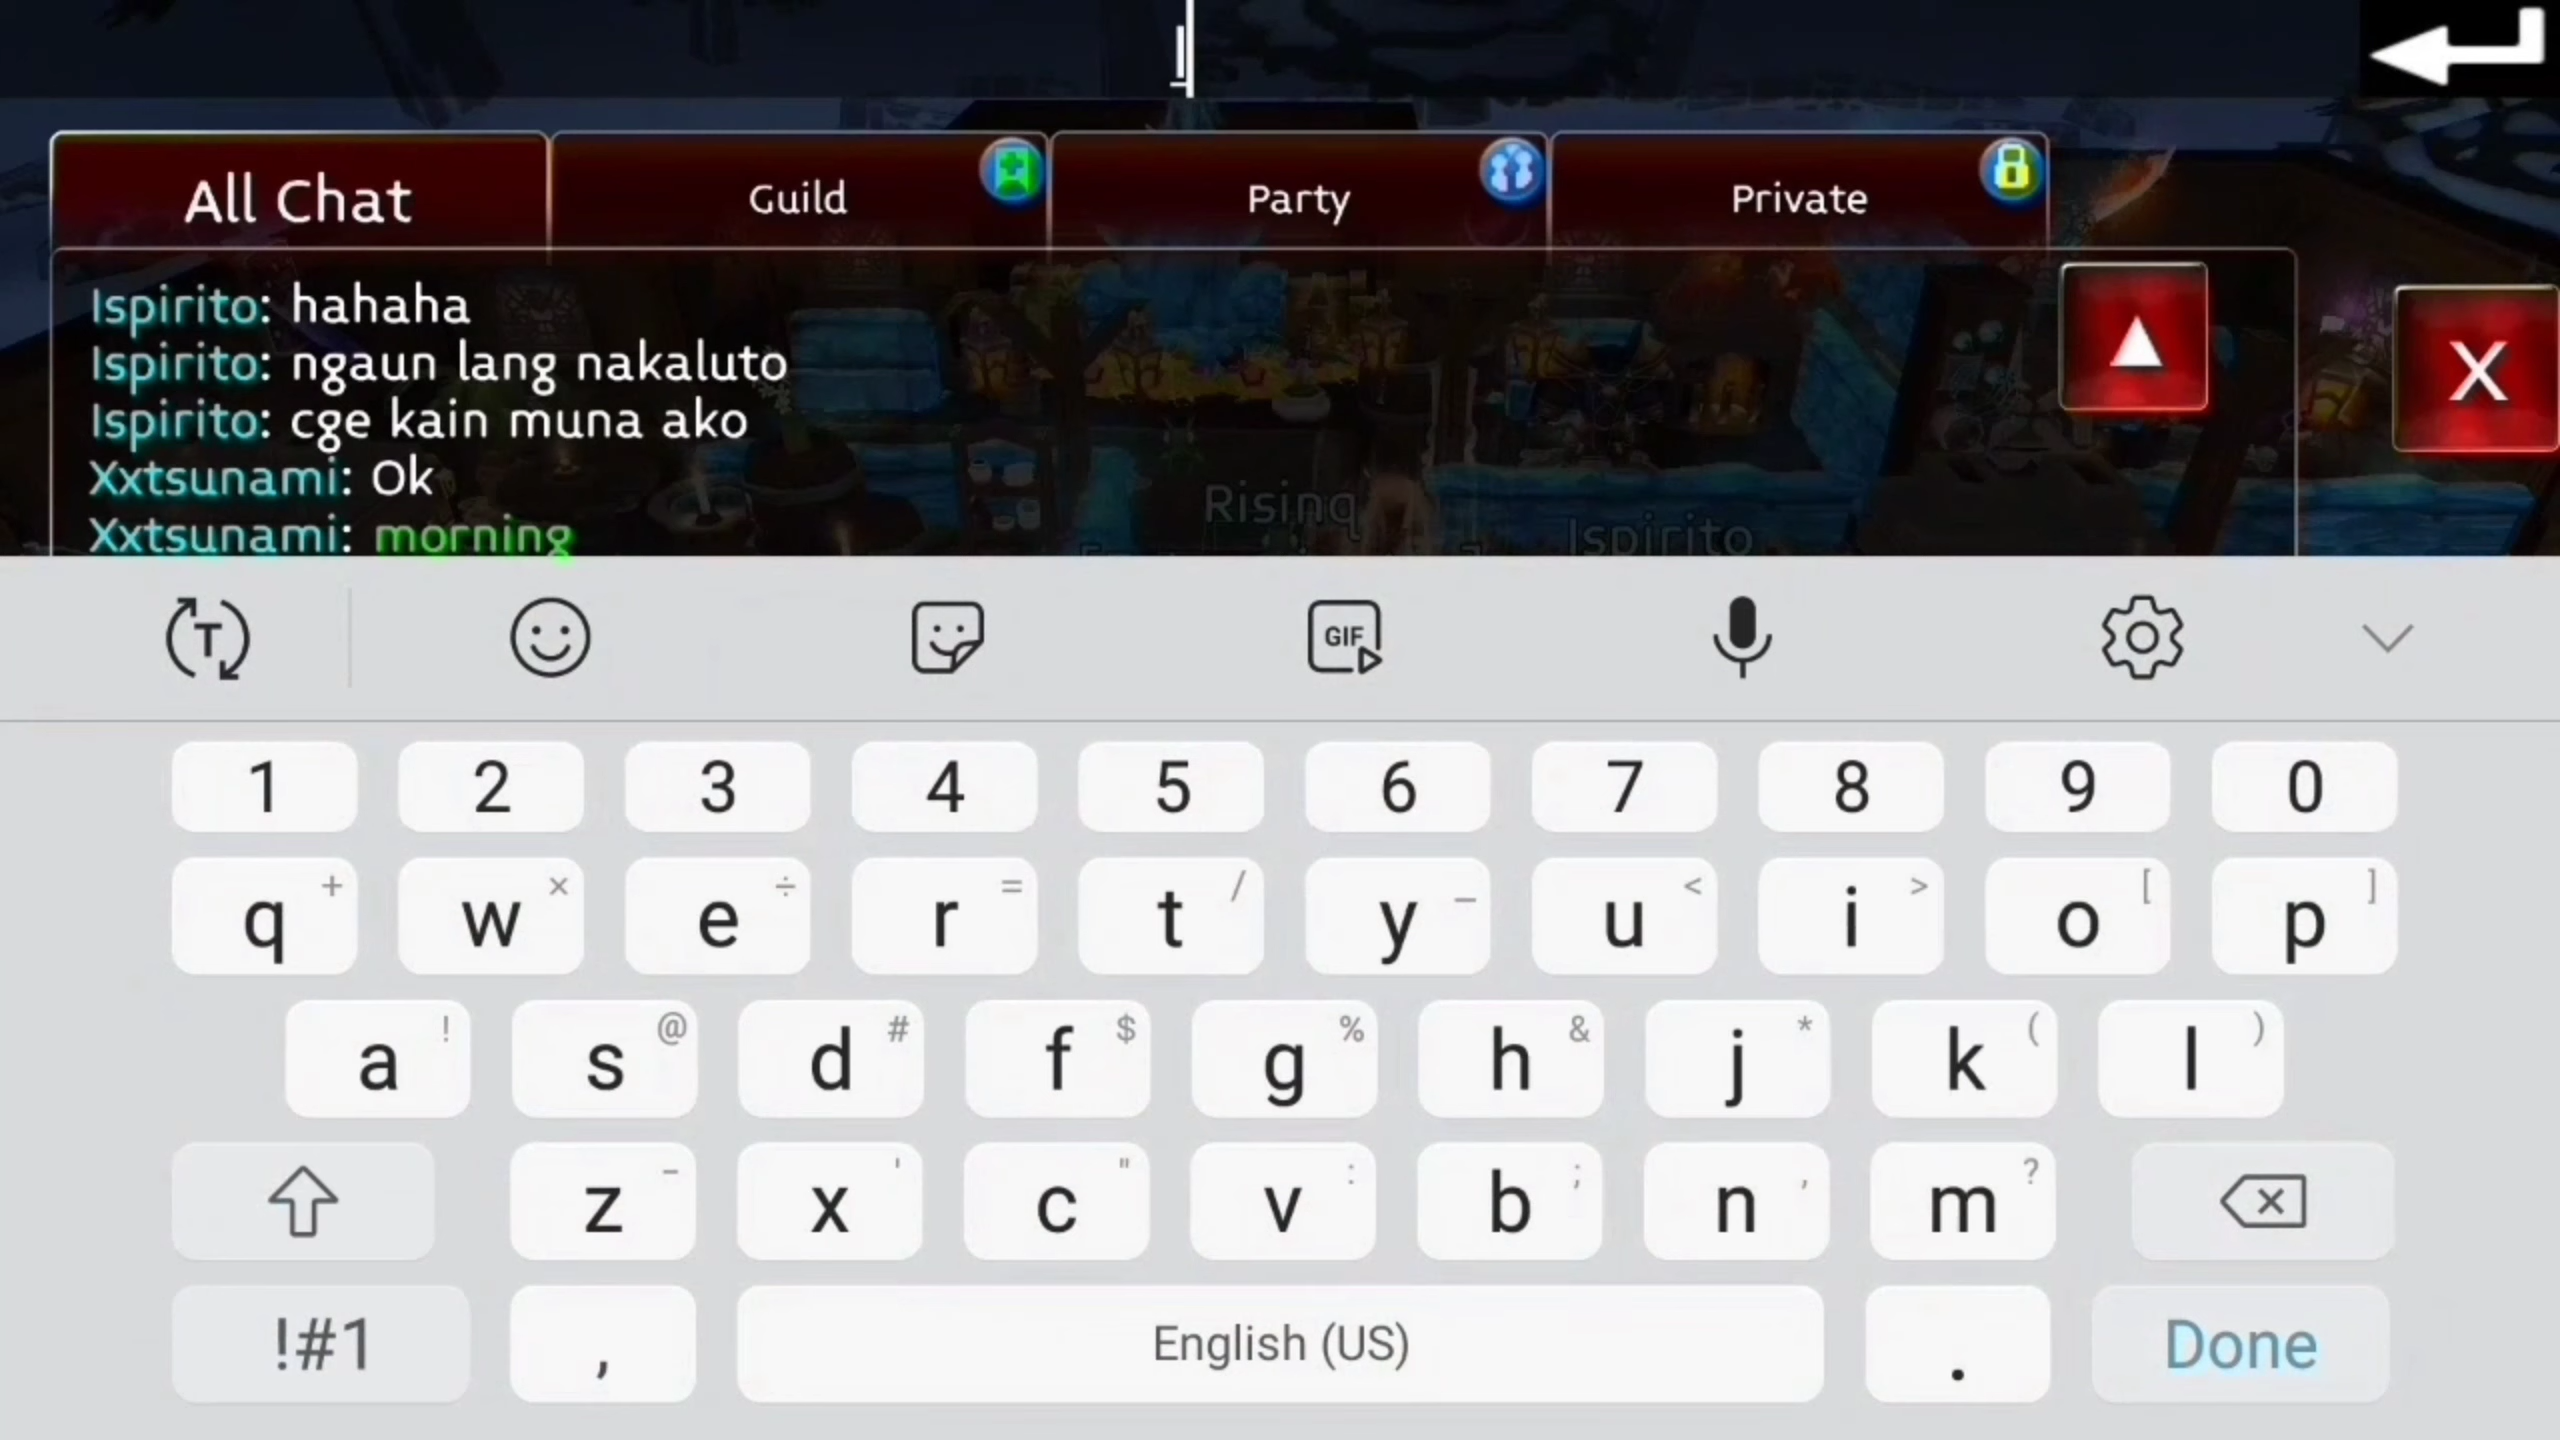 All Chat
Guild
Party
Private
Ispirito: hahaha
Ispirito: ngaun lang nakaluto
Ispirito: cge kain muna ako
Xxtsunami: Ok
Xxtsunami: morning
Rising
Ispirito
T
GIF
1 2 3 4 5 6 7 8 9 0
q + w × e ÷ r = t / y _ u < i > o [ p ]
a ! s @ d # f $ g % h & j * k ( l )
z - x ' c " v : b ; n , m ?
!#1 , English (US) . Done
X